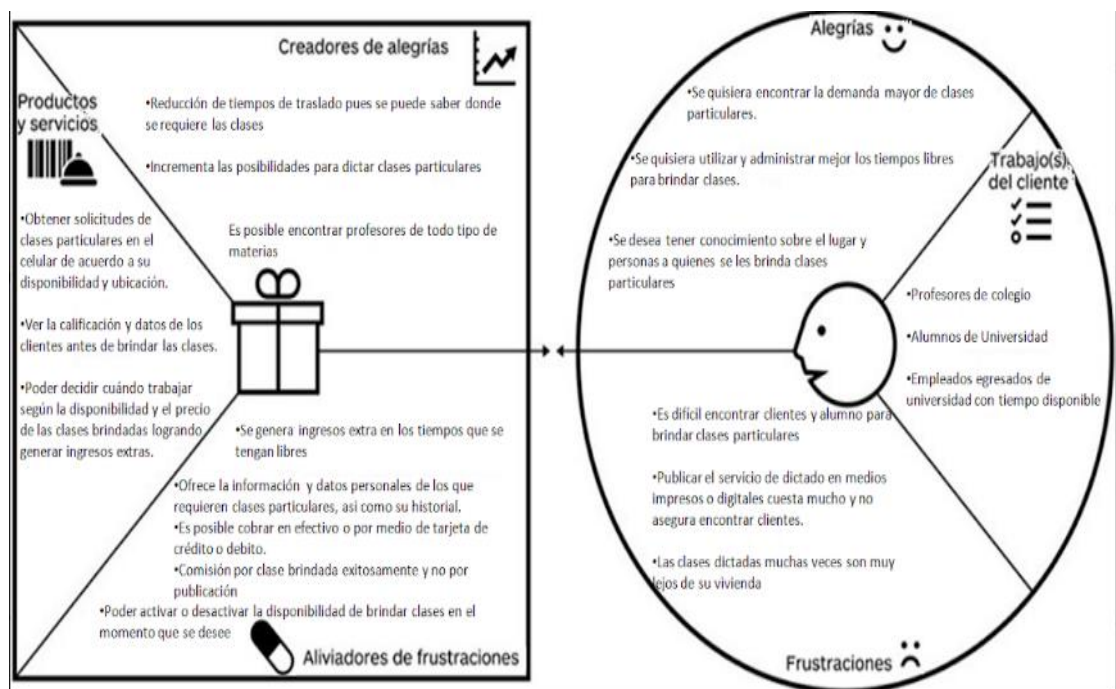 Creadores de alegrías
Productos
y servicios
•Reducción de tiempos de traslado pues se puede saber donde
se requiere las clases
•Incrementa las posibilidades para dictar clases particulares
Es posible encontrar profesores de todo tipo de
materias
•Obtener solicitudes de
clases particulares en el
celular de acuerdo a su
disponibilidad y ubicación.
•Ver la calificación y datos de los
clientes antes de brindar las clases.
•Poder decidir cuándo trabajar
según la disponibilidad y el precio
de las clases brindadas logrando
generar ingresos extras.
•Se genera ingresos extra en los tiempos que se
tengan libres
•Ofrece la información y datos personales de los que
requieren clases particulares, asi como su historial.
•Es posible cobrar en efectivo o por medio de tarjeta de
crédito o debito.
•Comisión por clase brindada exitosamente y no por
publicación
•Poder activar o desactivar la disponibilidad de brindar clases en el
momento que se desee
Aliviadores de frustraciones
Alegrías
•Se quisiera encontrar la demanda mayor de clases
particulares.
•Se quisiera utilizar y administrar mejor los tiempos libres
para brindar clases.
•Se desea tener conocimiento sobre el lugar y
personas a quienes se les brinda clases
particulares
Trabajo(s)
del cliente
•Profesores de colegio
•Alumnos de Universidad
•Empleados egresados de
universidad con tiempo disponible
•Es difícil encontrar clientes y alumno para
brindar clases particulares
•Publicar el servicio de dictado en medios
impresos o digitales cuesta mucho y no
asegura encontrar clientes.
•Las clases dictadas muchas veces son muy
lejos de su vivienda
Frustraciones